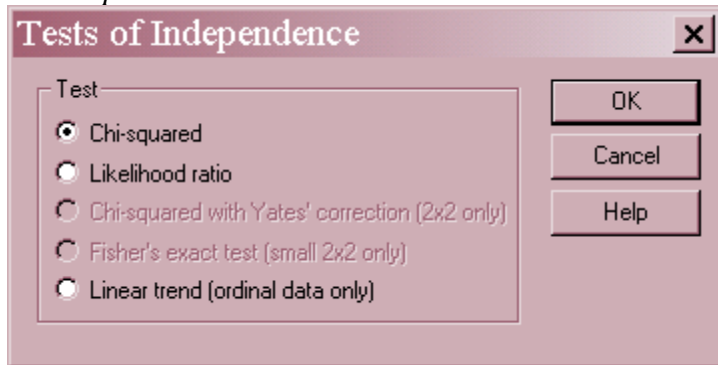 Tests of Independence
Test
Chi-squared
Likelihood ratio
Chi-squared with Yates' correction (2x2 only)
Fisher's exact test (small 2x2 only)
Linear trend (ordinal data only)
OK
Cancel
Help